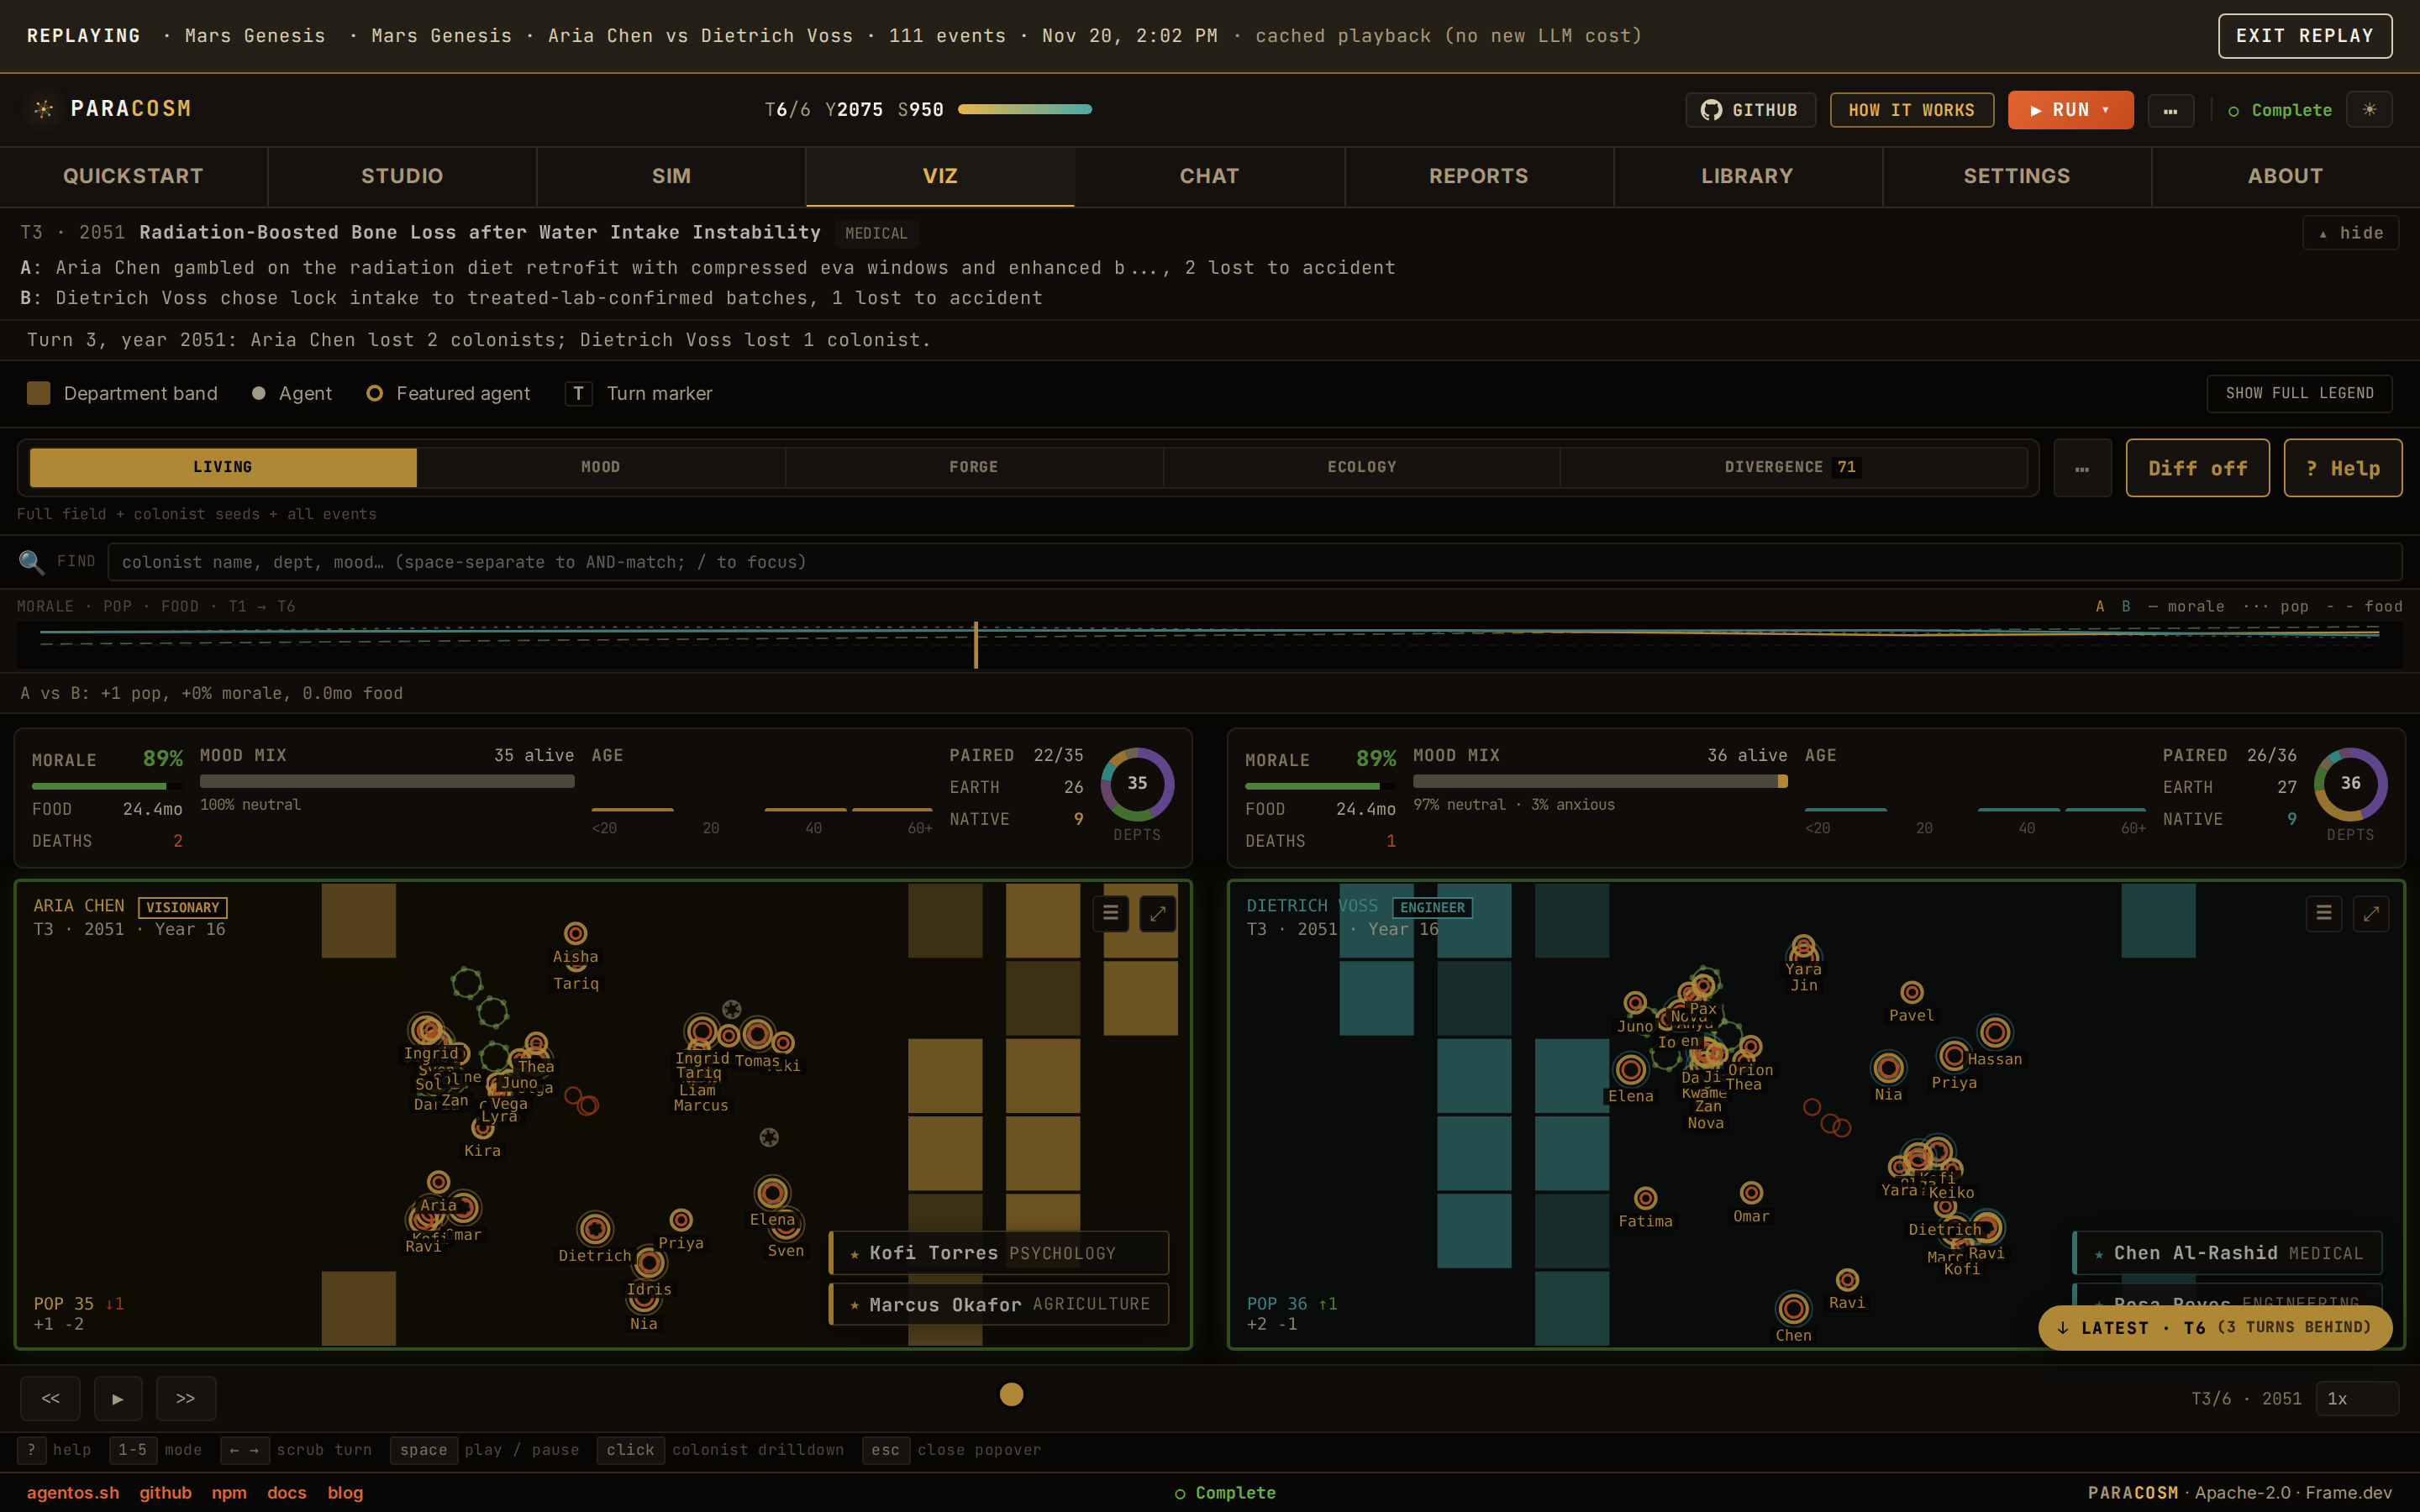 REPLAYING · Mars Genesis · Mars Genesis · Aria Chen vs Dietrich Voss · 111 events · Nov 20, 2:02 PM · cached playback (no new LLM cost)
EXIT REPLAY
PARACOSM
T6/6 Y2075 S950
GITHUB
HOW IT WORKS
▶ RUN ▾
…
○ Complete
QUICKSTART
STUDIO
SIM
VIZ
CHAT
REPORTS
LIBRARY
SETTINGS
ABOUT
T3 · 2051 Radiation-Boosted Bone Loss after Water Intake Instability MEDICAL
▴ hide
A: Aria Chen gambled on the radiation diet retrofit with compressed eva windows and enhanced b..., 2 lost to accident
B: Dietrich Voss chose lock intake to treated-lab-confirmed batches, 1 lost to accident
Turn 3, year 2051: Aria Chen lost 2 colonists; Dietrich Voss lost 1 colonist.
Department band
Agent
Featured agent
T Turn marker
SHOW FULL LEGEND
LIVING
MOOD
FORGE
ECOLOGY
DIVERGENCE 71
…
Diff off
? Help
Full field + colonist seeds + all events
FIND
colonist name, dept, mood… (space-separate to AND-match; / to focus)
MORALE · POP · FOOD · T1 → T6
A B — morale ··· pop - - food
A vs B: +1 pop, +0% morale, 0.0mo food
MORALE 89%
FOOD 24.4mo
DEATHS 2
MOOD MIX 35 alive
100% neutral
AGE
<20 20 40 60+
PAIRED 22/35
EARTH 26
NATIVE 9
35
DEPTS
MORALE 89%
FOOD 24.4mo
DEATHS 1
MOOD MIX 36 alive
97% neutral · 3% anxious
AGE
<20 20 40 60+
PAIRED 26/36
EARTH 27
NATIVE 9
36
DEPTS
ARIA CHEN VISIONARY
T3 · 2051 · Year 16
Aisha
Tariq
Ingrid
Thea
Juno
Zan
Vega
Lyra
Kira
Ingrid
Tomas
Tariq
Liam
Marcus
Aria
Ravi
Dietrich
Priya
Elena
Sven
Idris
Nia
★ Kofi Torres PSYCHOLOGY
★ Marcus Okafor AGRICULTURE
POP 35 ↓1
+1 -2
DIETRICH VOSS ENGINEER
T3 · 2051 · Year 16
Yara
Jin
Pax
Juno
Pavel
Hassan
Orion
Thea
Elena
Kwame
Zan
Nova
Nia
Priya
Yara
Keiko
Fatima
Omar
Dietrich
Ravi
Kofi
Ravi
Chen
★ Chen Al-Rashid MEDICAL
POP 36 ↑1
+2 -1
↓ LATEST · T6 (3 TURNS BEHIND)
<<
▶
>>
T3/6 · 2051
1x
? help 1-5 mode ← → scrub turn space play / pause click colonist drilldown esc close popover
agentos.sh github npm docs blog
○ Complete
PARACOSM · Apache-2.0 · Frame.dev